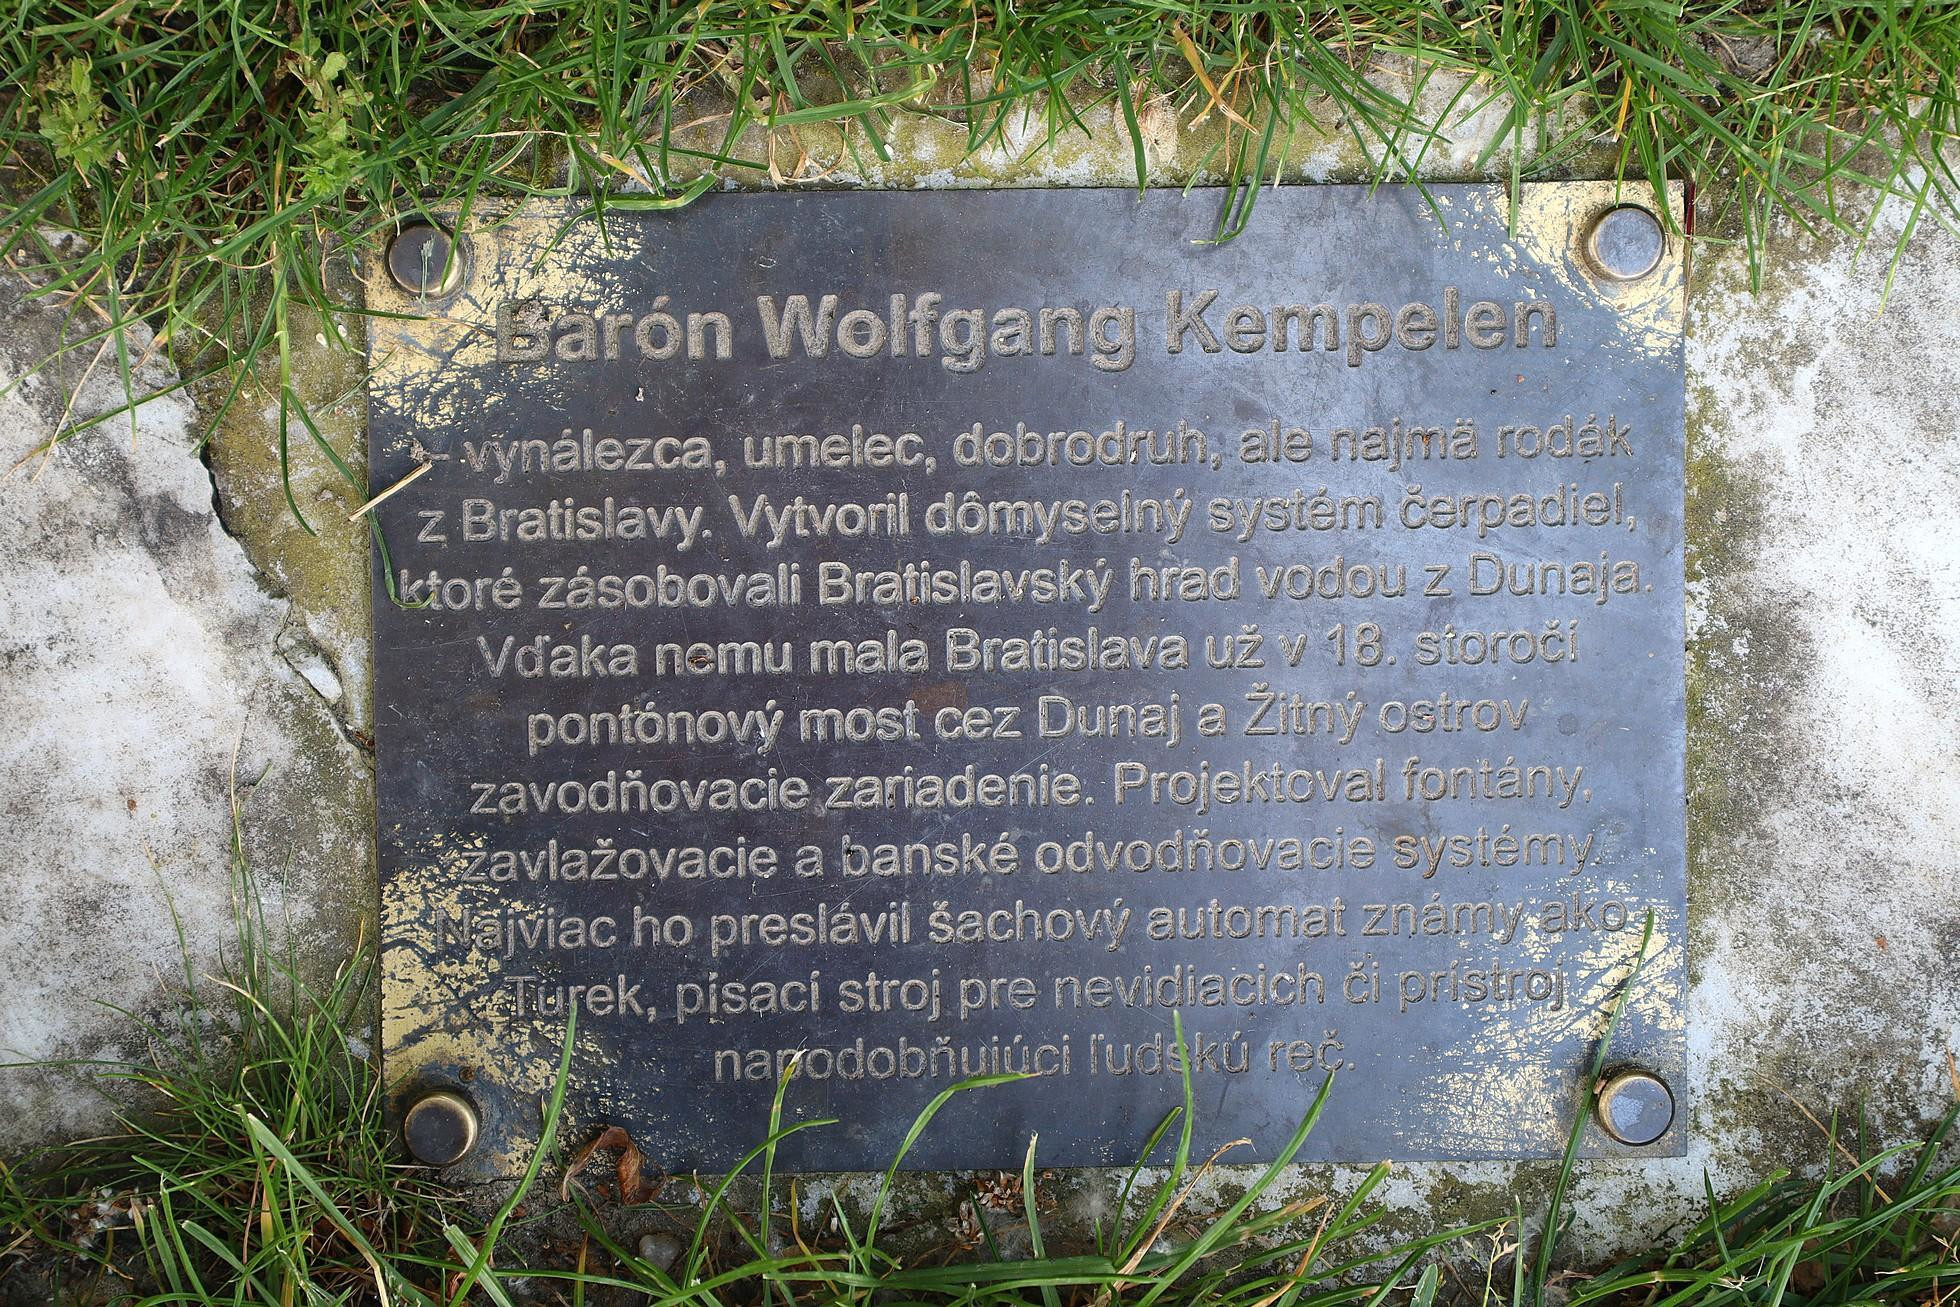 Barón Wolfgang Kempelen
– vynálezca, umelec, dobrodruh, ale najmä rodák
z Bratislavy. Vytvoril dômyselný systém čerpadiel,
ktoré zásobovali Bratislavský hrad vodou z Dunaja.
Vďaka nemu mala Bratislava už v 18. storočí
pontónový most cez Dunaj a Žitný ostrov
zavodňovacie zariadenie. Projektoval fontány,
zavlažovacie a banské odvodňovacie systémy.
Najviac ho preslávil šachový automat známy ako
Turek, písací stroj pre nevidiacich či prístroj
napodobňujúci ľudskú reč.